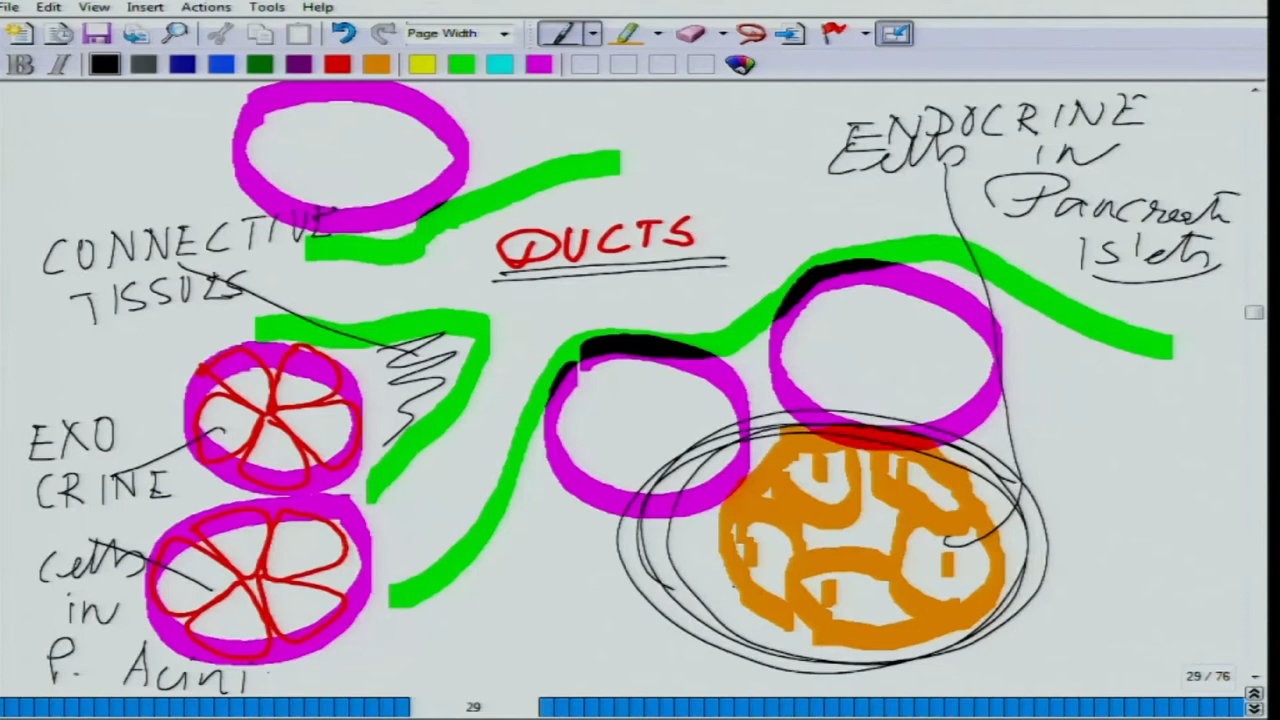 File Edit View Insert Actions Tools Help
Page Width
B I
ENDOCRINE
Cells in
Pancreatic
Islets
CONNECTIVE
TISSUES
DUCTS
EXO
CRINE
Cells
in
P. Acini
29 / 76
29